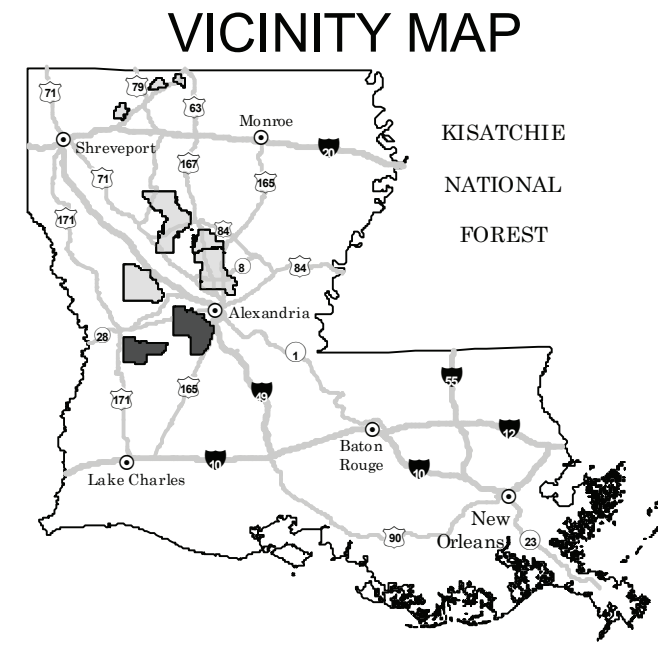 VICINITY MAP
KISATCHIE
NATIONAL
FOREST
71
79
63
Monroe
Shreveport
20
71
167
165
171
84
8
84
Alexandria
28
1
171
165
49
55
12
Baton
Rouge
10
10
Lake Charles
New
Orleans
90
23